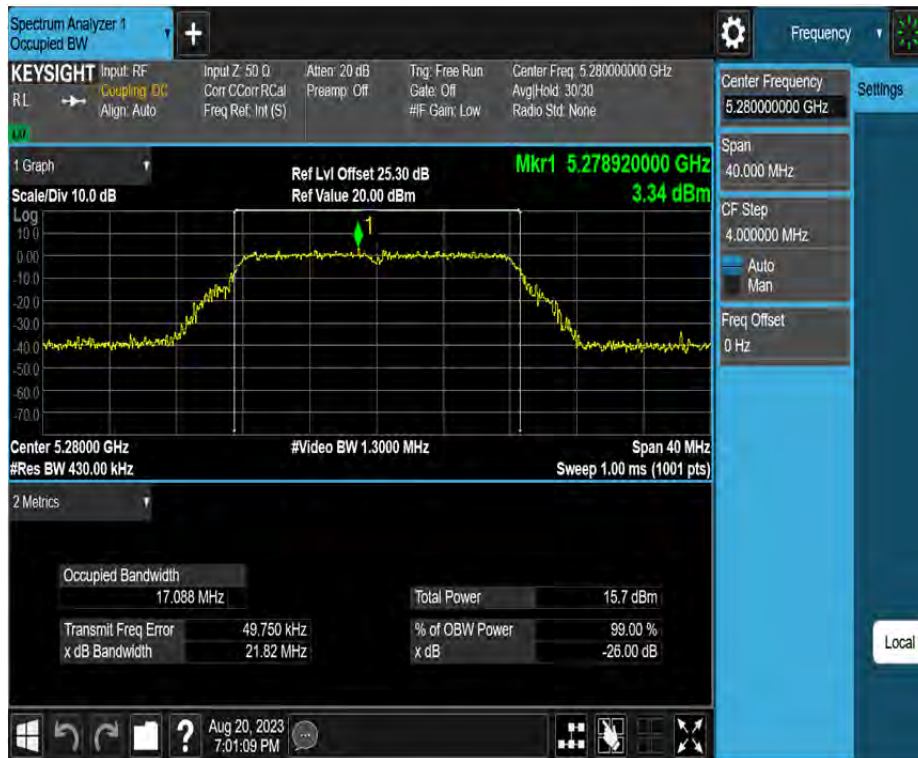 Spectrum Analyzer 1
Occupied BW
+
Frequency
KEYSIGHT
RL
Input: RF
Coupling: DC
Align: Auto
Input Z: 50 Ω
Corr CCorr RCal
Freq Ref: Int (S)
Atten: 20 dB
Preamp: Off
Trig: Free Run
Gate: Off
#IF Gain: Low
Center Freq: 5.280000000 GHz
Avg|Hold: 30/30
Radio Std: None
Center Frequency
5.280000000 GHz
Settings
Span
40.000 MHz
CF Step
4.000000 MHz
Auto
Man
Freq Offset
0 Hz
1 Graph
Scale/Div 10.0 dB
Ref Lvl Offset 25.30 dB
Ref Value 20.00 dBm
Mkr1 5.278920000 GHz
3.34 dBm
Log
10.0
0.00
-10.0
-20.0
-30.0
-40.0
-50.0
-60.0
-70.0
1
Center 5.28000 GHz
#Video BW 1.3000 MHz
Span 40 MHz
#Res BW 430.00 kHz
Sweep 1.00 ms (1001 pts)
2 Metrics
Occupied Bandwidth
17.088 MHz
Total Power 15.7 dBm
Transmit Freq Error 49.750 kHz
% of OBW Power 99.00 %
x dB Bandwidth 21.82 MHz
x dB -26.00 dB
Local
?
Aug 20, 2023
7:01:09 PM